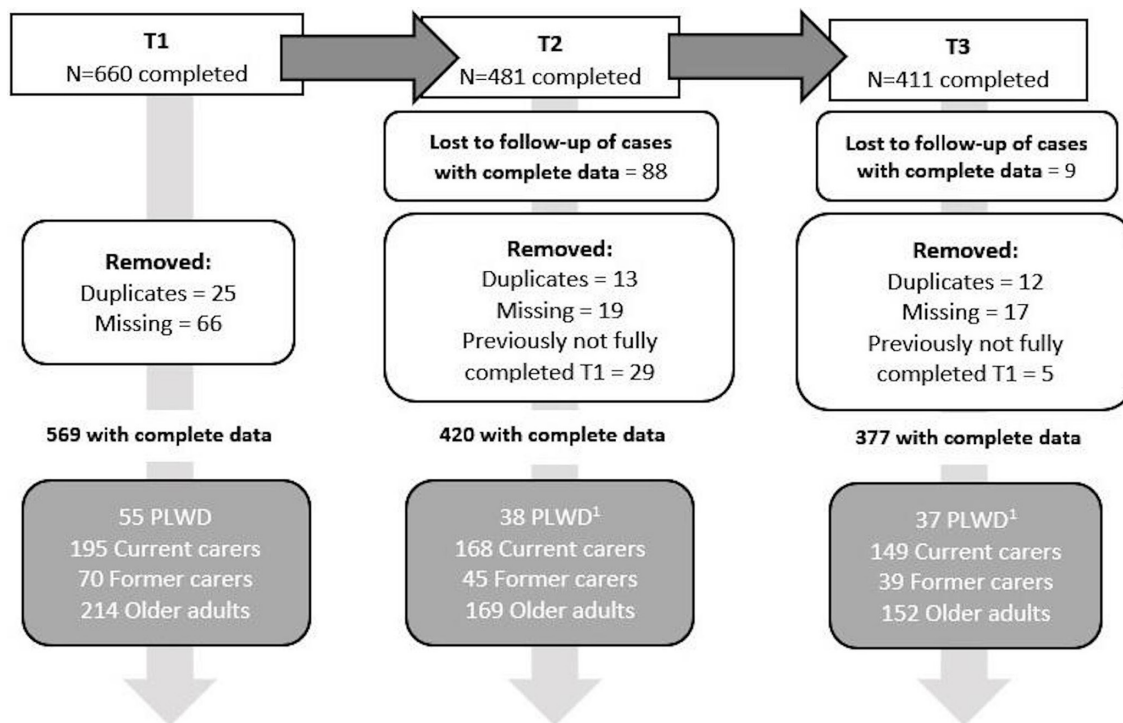 T1
N=660 completed
T2
N=481 completed
T3
N=411 completed
Lost to follow-up of cases
with complete data = 88
Lost to follow-up of cases
with complete data = 9
Removed:
Duplicates = 25
Missing = 66
Removed:
Duplicates = 13
Missing = 19
Previously not fully
completed T1 = 29
Removed:
Duplicates = 12
Missing = 17
Previously not fully
completed T1 = 5
569 with complete data
420 with complete data
377 with complete data
55 PLWD
195 Current carers
70 Former carers
214 Older adults
38 PLWD¹
168 Current carers
45 Former carers
169 Older adults
37 PLWD¹
149 Current carers
39 Former carers
152 Older adults